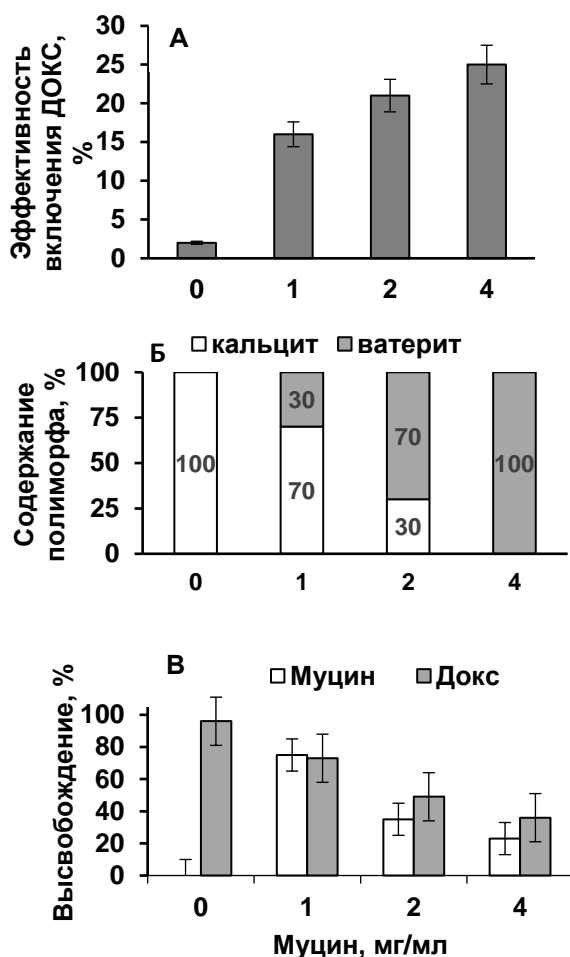 А
Эффективность
включения ДОКС,
%
30
25
20
15
10
5
0
0 1 2 4
Б
кальцит ватерит
Содержание
полиморфа, %
100
75
50
25
0
100
30
70
70
30
100
0 1 2 4
В
Муцин Докс
Высвобождение, %
100
80
60
40
20
0
0 1 2 4
Муцин, мг/мл